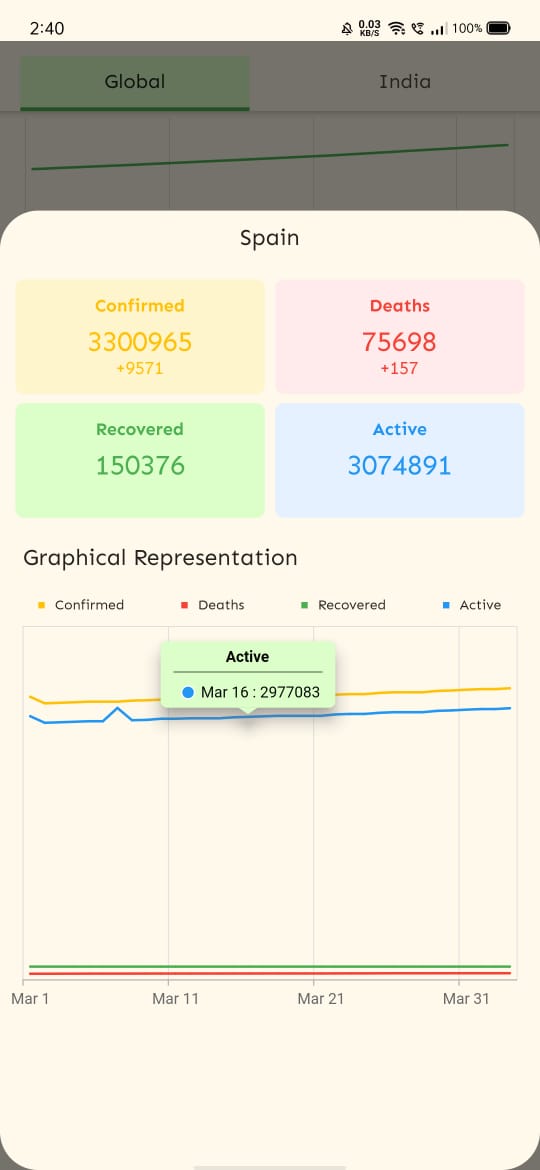 2:40 0.03 KB/S 100%
Global India
Spain
Confirmed Deaths
3300965 75698
+9571 +157
Recovered Active
150376 3074891
Graphical Representation
Confirmed Deaths Recovered Active
Active
Mar 16 : 2977083
Mar 1 Mar 11 Mar 21 Mar 31